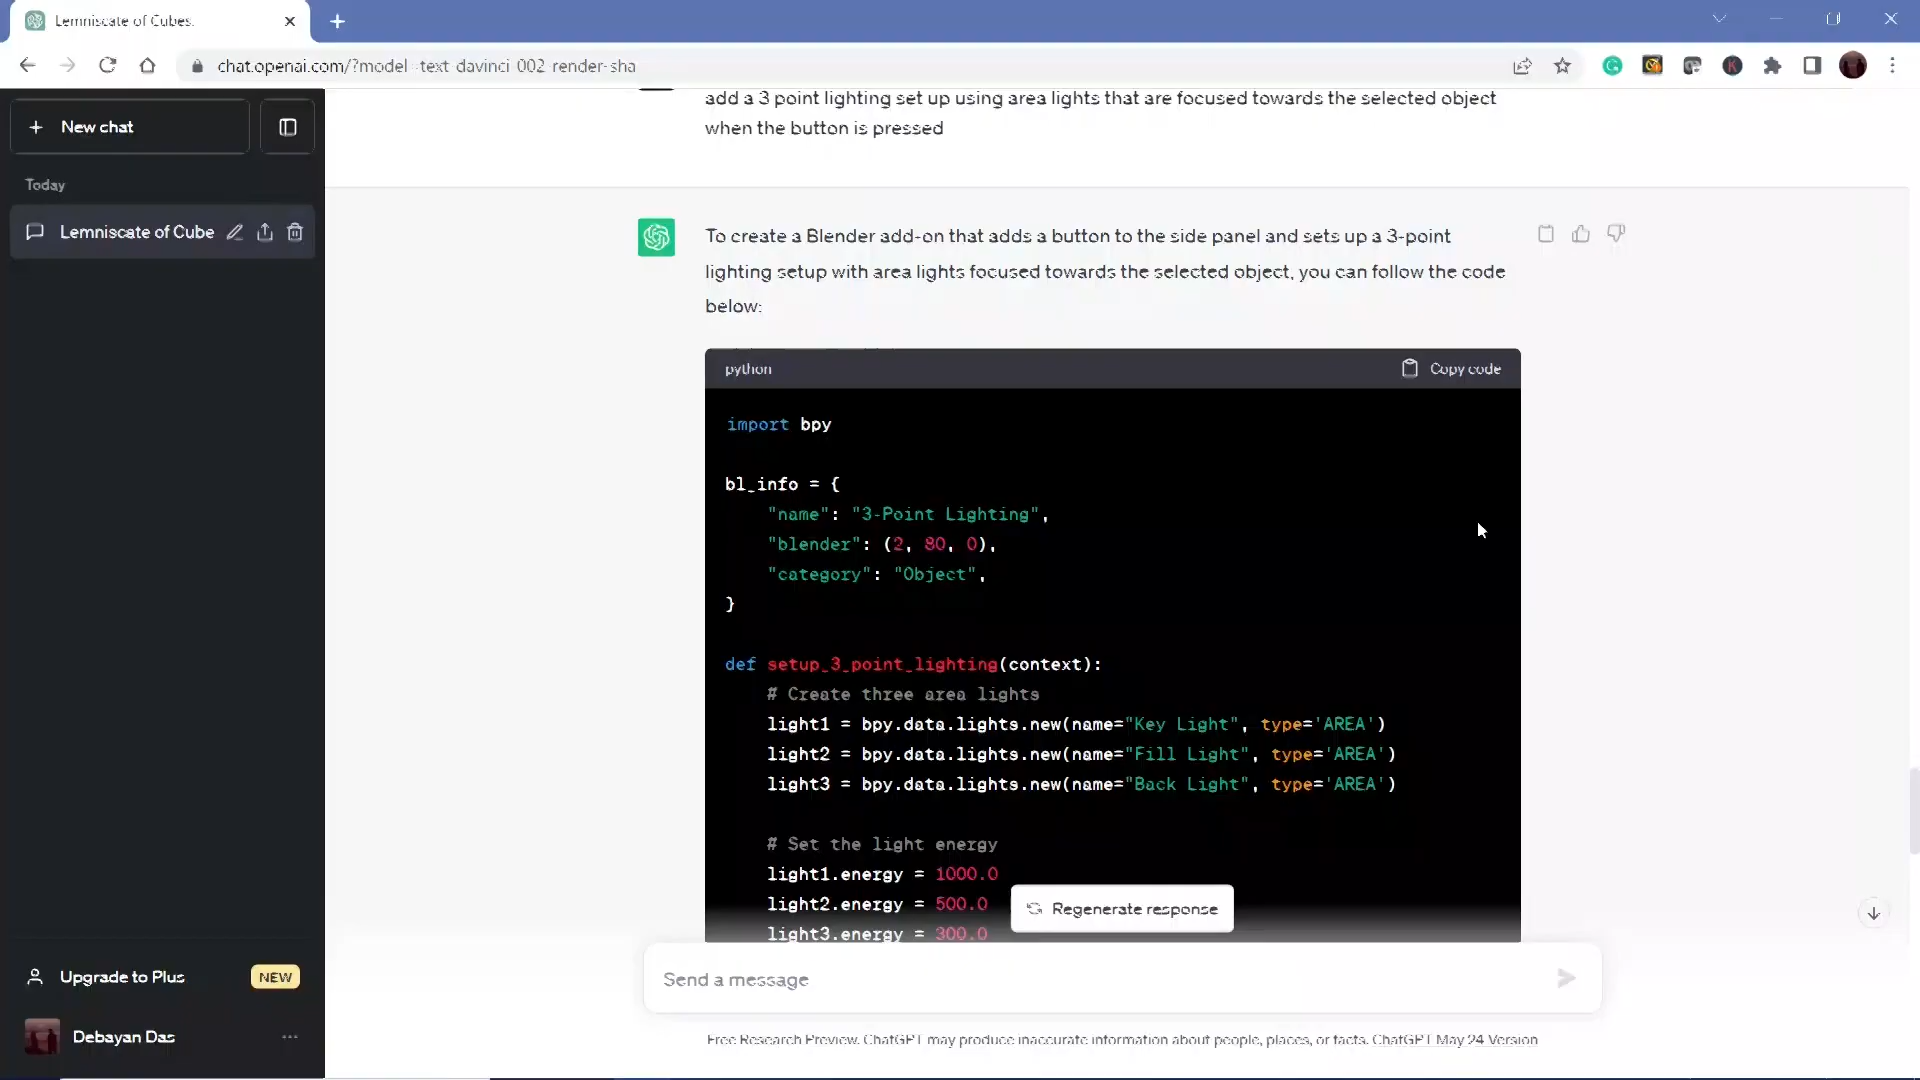 Lemniscate of Cubes.
chat.openai.com/?model=text-davinci-002-render-sha
New chat
Today
Lemniscate of Cube
Upgrade to Plus
NEW
Debayan Das
add a 3 point lighting set up using area lights that are focused towards the selected object
when the button is pressed
To create a Blender add-on that adds a button to the side panel and sets up a 3-point
lighting setup with area lights focused towards the selected object, you can follow the code
below:
python
Copy code
import bpy
bl_info = {
"name": "3-Point Lighting",
"blender": (2, 80, 0),
"category": "Object",
}
def setup_3_point_lighting(context):
# Create three area lights
light1 = bpy.data.lights.new(name="Key Light", type='AREA')
light2 = bpy.data.lights.new(name="Fill Light", type='AREA')
light3 = bpy.data.lights.new(name="Back Light", type='AREA')
# Set the light energy
light1.energy = 1000.0
light2.energy = 500.0
light3.energy = 300.0
Regenerate response
Send a message
Free Research Preview. ChatGPT may produce inaccurate information about people, places, or facts. ChatGPT May 24 Version